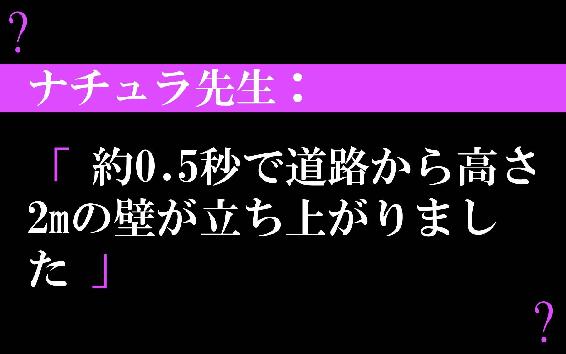 ?
ナチュラ先生：
「 約0.5秒で道路から高さ
2mの壁が立ち上がりまし
た 」
?